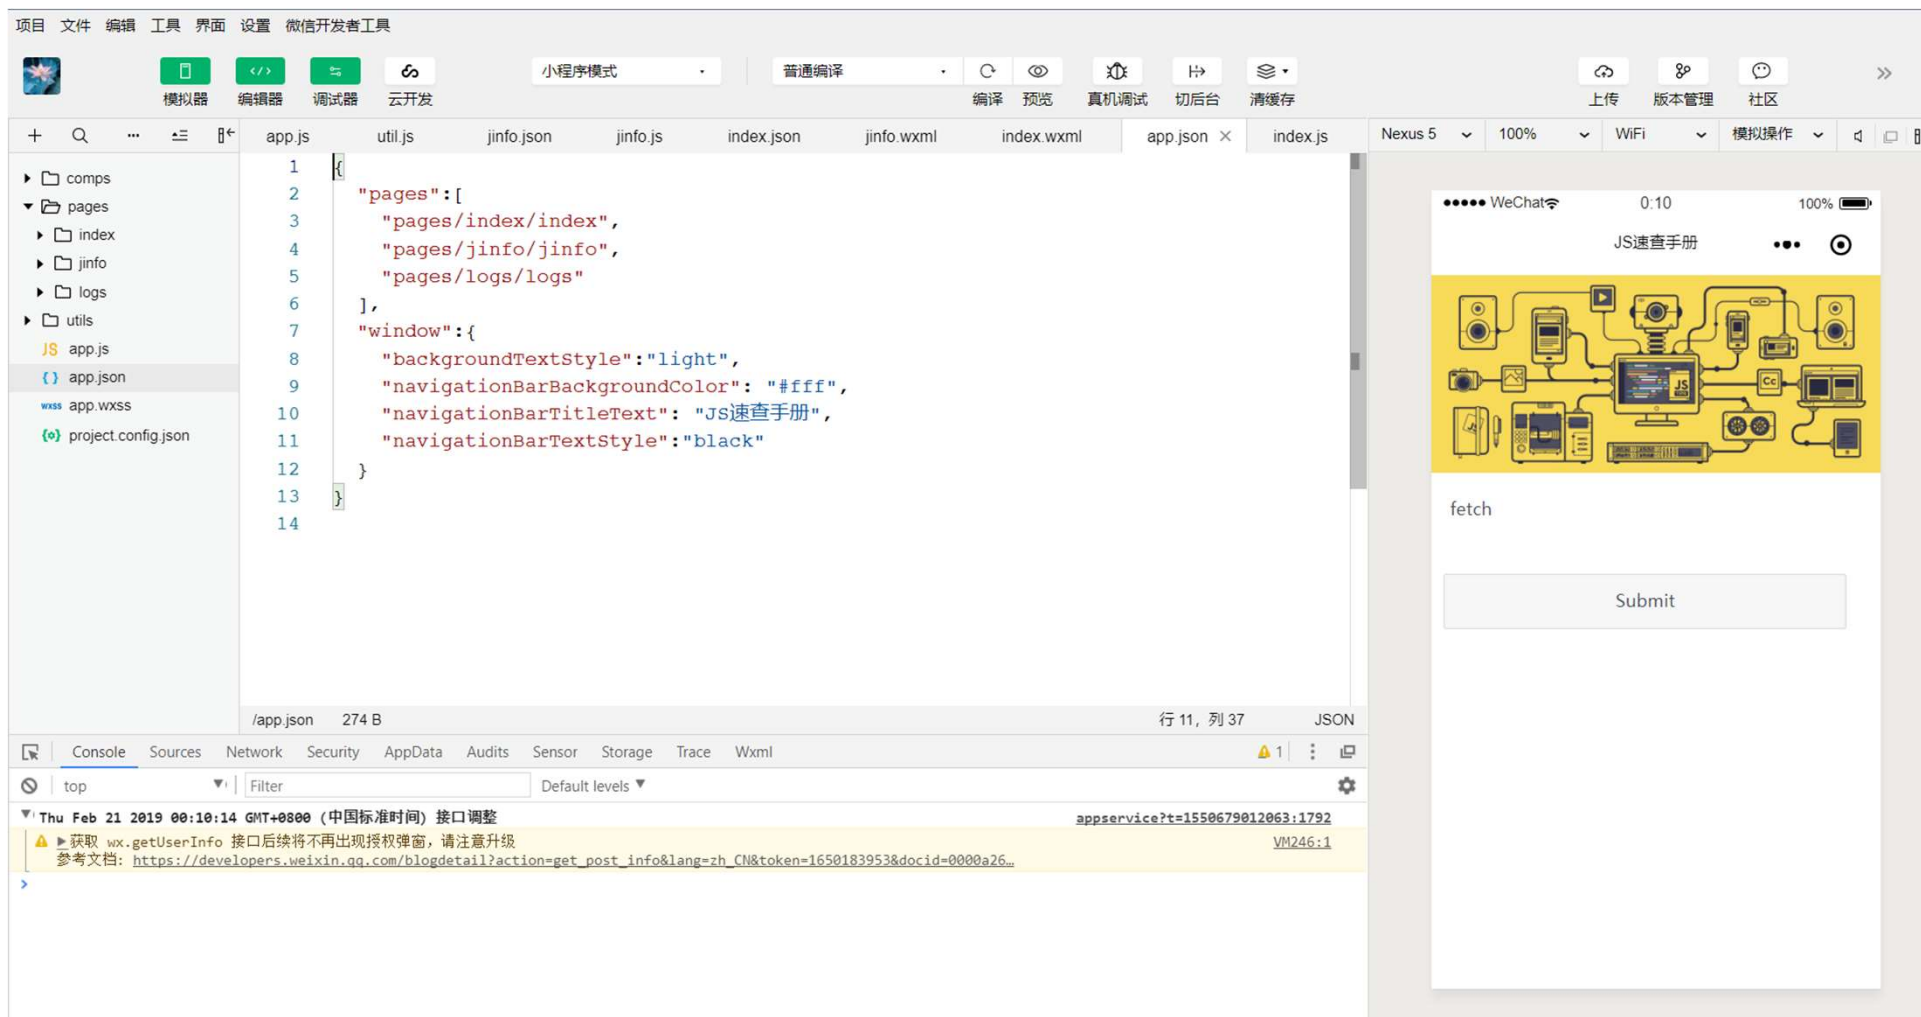 项目 文件 编辑 工具 界面 设置 微信开发者工具
小程序模式 普通编译
模拟器 编辑器 调试器 云开发 编译 预览 真机调试 切后台 清缓存 上传 版本管理 社区
app.js util.js jinfo.json jinfo.js index.json jinfo.wxml index.wxml app.json index.js
Nexus 5 100% WiFi 模拟操作
comps
pages
index
jinfo
logs
utils
JS app.js
{ } app.json
wxss app.wxss
{o} project.config.json
1 {
2 "pages":[
3 "pages/index/index",
4 "pages/jinfo/jinfo",
5 "pages/logs/logs"
6 ],
7 "window":{
8 "backgroundTextStyle":"light",
9 "navigationBarBackgroundColor": "#fff",
10 "navigationBarTitleText": "JS速查手册",
11 "navigationBarTextStyle":"black"
12 }
13 }
14
/app.json 274 B 行 11, 列 37 JSON
WeChat 0:10 100%
JS速查手册
JS
Cc
JS
fetch
Submit
Console Sources Network Security AppData Audits Sensor Storage Trace Wxml 1
top Filter Default levels
Thu Feb 21 2019 00:10:14 GMT+0800 (中国标准时间) 接口调整 appservice?t=1550679012063:1792
获取 wx.getUserInfo 接口后续将不再出现授权弹窗，请注意升级 VM246:1
参考文档: https://developers.weixin.qq.com/blogdetail?action=get_post_info&lang=zh_CN&token=1650183953&docid=0000a26…